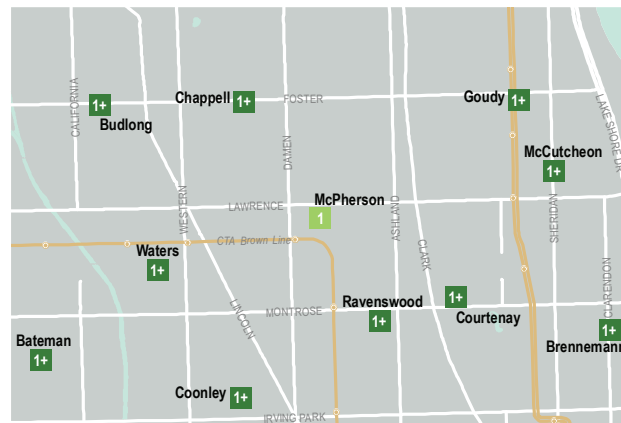 CALIFORNIA
1+
Budlong
Chappell
1+
FOSTER
Goudy
1+
LAKE SHORE DR
DAMEN
McCutcheon
1+
WESTERN
LAWRENCE
McPherson
1
ASHLAND
SHERIDAN
CTA Brown Line
CLARK
Waters
1+
LINCOLN
MONTROSE
Ravenswood
1+
1+
Courtenay
CLARENDON
1+
Brennemann
Bateman
1+
Coonley
1+
IRVING PARK